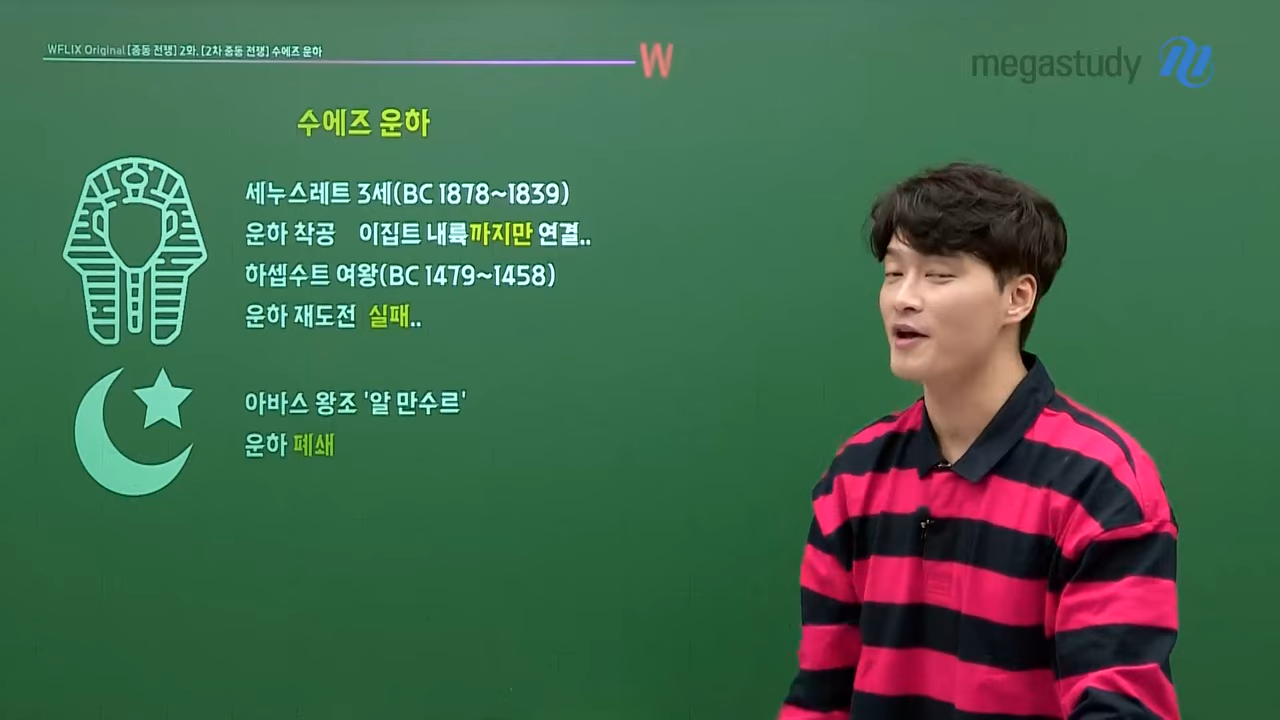 WFLIX Original [중동 전쟁] 2화. [2차 중동 전쟁] 수에즈 운하
W
megastudy
수에즈 운하
세누스레트 3세(BC 1878~1839)
운하 착공 이집트 내륙까지만 연결..
하셉수트 여왕(BC 1479~1458)
운하 재도전 실패..
아바스 왕조 '알 만수르'
운하 폐쇄